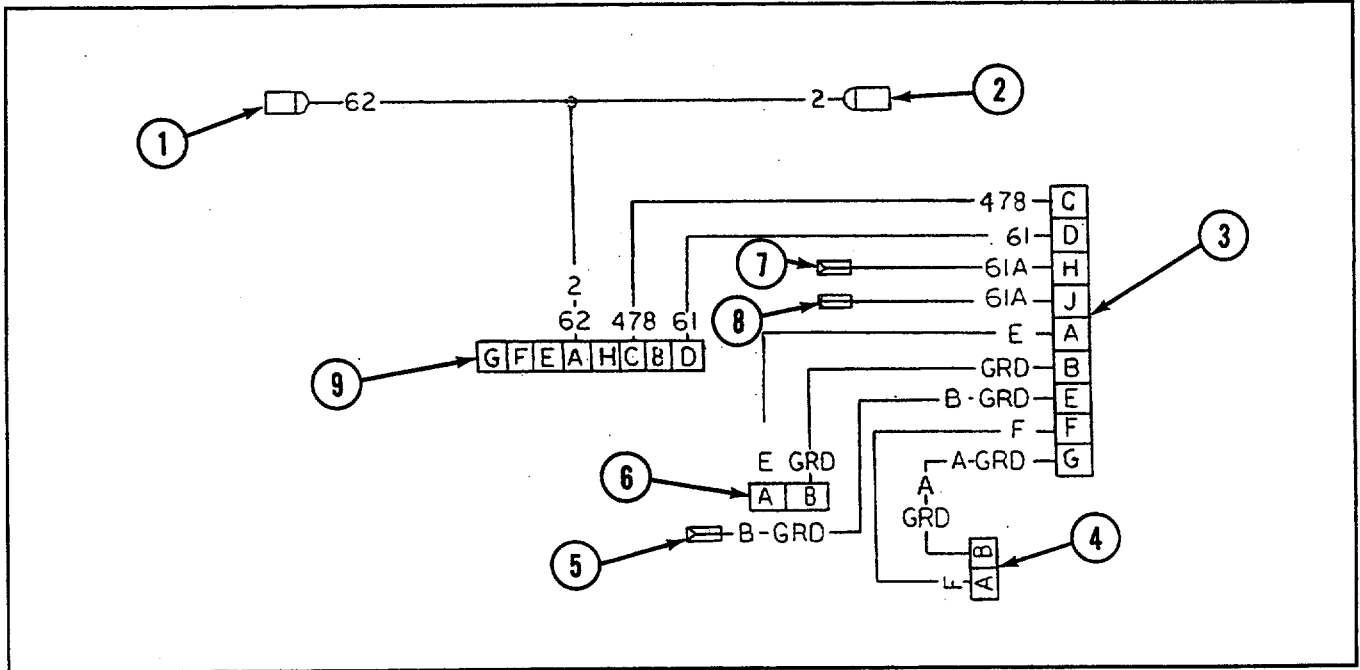 62 2 2
1
478 C
61 D 3
7 61A H
2
62 478 61 8 61A J
E A
G F E A H C B D GRD B
9 B-GRD E
F F
E GRD A-GRD G
6 A B A
GRD
5 B-GRD B 4
F A